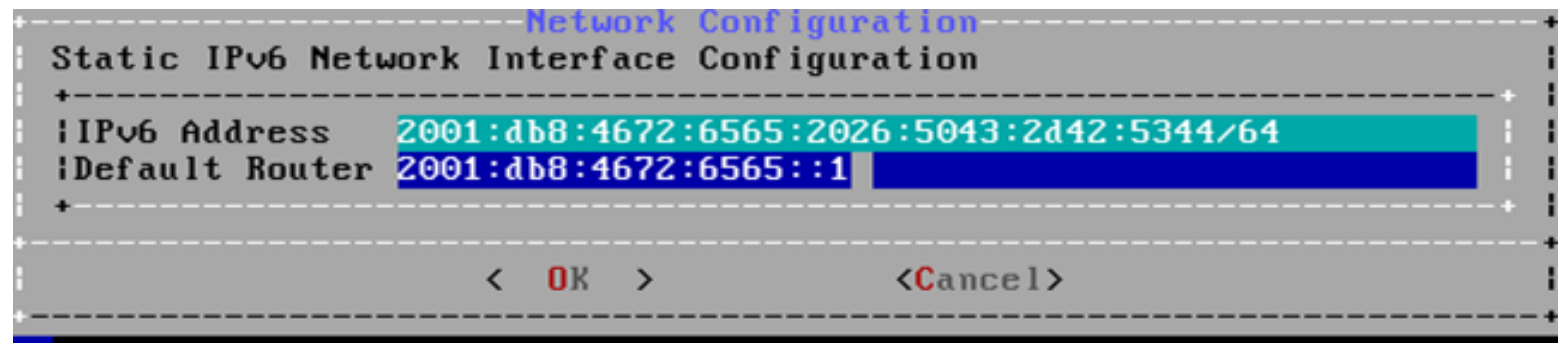 Network Configuration
Static IPv6 Network Interface Configuration
IPv6 Address 2001:db8:4672:6565:2026:5043:2d42:5344/64
Default Router 2001:db8:4672:6565::1
< OK > <Cancel>